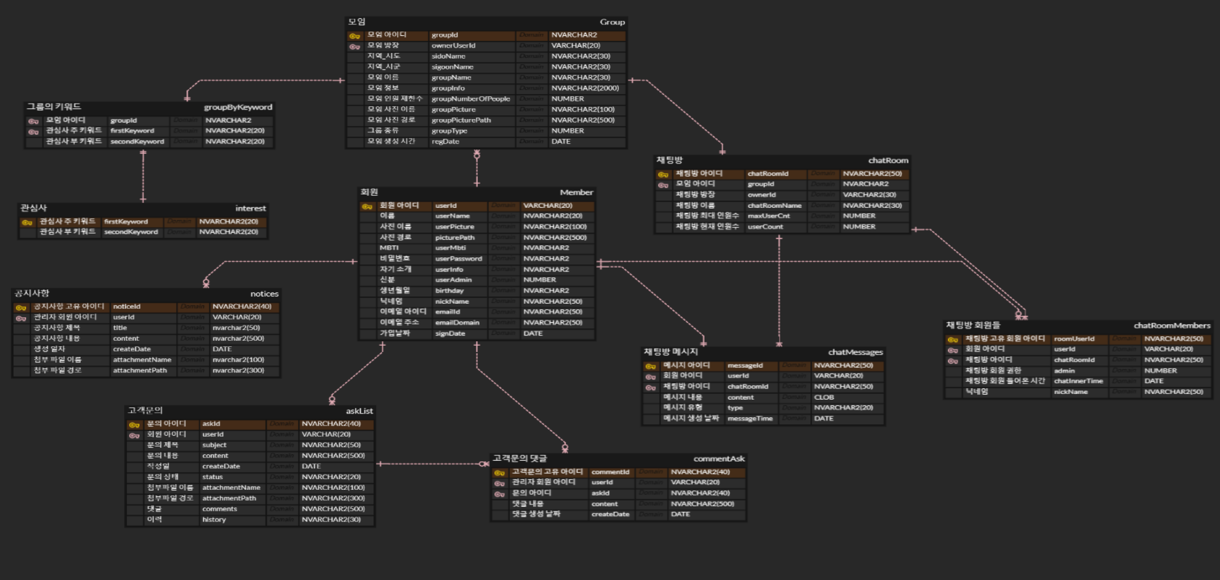 모임 Group
모임 아이디 groupId Domain NVARCHAR2
모임 방장 ownerUserId Domain VARCHAR(20)
지역_시도 sidoName Domain NVARCHAR2(30)
지역_시군 sigoonName Domain NVARCHAR2(30)
모임 이름 groupName Domain NVARCHAR2(30)
모임 정보 groupInfo Domain NVARCHAR2(2000)
모임 인원 제한수 groupNumberOfPeople Domain NUMBER
모임 사진 이름 groupPicture Domain NVARCHAR2(100)
모임 사진 경로 groupPicturePath Domain NVARCHAR2(500)
그룹 종류 groupType Domain NUMBER
모임 생성 시간 regDate Domain DATE
그룹의 키워드 groupByKeyword
모임 아이디 groupId Domain NVARCHAR2
관심사 주 키워드 firstKeyword Domain NVARCHAR2(20)
관심사 부 키워드 secondKeyword Domain NVARCHAR2(20)
채팅방 chatRoom
채팅방 아이디 chatRoomId Domain NVARCHAR2(50)
모임 아이디 groupId Domain NVARCHAR2
채팅방 방장 ownerId Domain VARCHAR2(30)
채팅방 이름 chatRoomName Domain NVARCHAR2(30)
채팅방 최대 인원수 maxUserCnt Domain NUMBER
채팅방 현재 인원수 userCount Domain NUMBER
관심사 interest
관심사 주 키워드 firstKeyword Domain NVARCHAR2(20)
관심사 부 키워드 secondKeyword Domain NVARCHAR2(20)
회원 Member
회원 아이디 userId Domain VARCHAR(20)
이름 userName Domain NVARCHAR2(20)
사진 이름 userPicture Domain NVARCHAR2(100)
사진 경로 picturePath Domain NVARCHAR2(500)
MBTI userMbti Domain NVARCHAR2
비밀번호 userPassword Domain NVARCHAR2
자기 소개 userInfo Domain NVARCHAR2
신분 userAdmin Domain NUMBER
생년월일 birthday Domain NVARCHAR2
닉네임 nickName Domain NVARCHAR2(50)
이메일 아이디 emailId Domain NVARCHAR2(50)
이메일 주소 emailDomain Domain NVARCHAR2(50)
가입날짜 signDate Domain DATE
공지사항 notices
공지사항 고유 아이디 noticeId Domain NVARCHAR2(40)
관리자 회원 아이디 userId Domain VARCHAR(20)
공지사항 제목 title Domain nvarchar2(50)
공지사항 내용 content Domain nvarchar2(500)
생성 일자 createDate Domain DATE
첨부 파일 이름 attachmentName Domain nvarchar2(100)
첨부 파일 경로 attachmentPath Domain nvarchar2(300)
채팅방 회원들 chatRoomMembers
채팅방 고유 회원 아이디 roomUserId Domain NVARCHAR2(50)
회원 아이디 userId Domain VARCHAR(20)
채팅방 아이디 chatRoomId Domain NVARCHAR2(50)
채팅방 회원 권한 admin Domain NUMBER
채팅방 회원 들어온 시간 chatInnerTime Domain DATE
닉네임 nickName Domain NVARCHAR2(50)
채팅방 메시지 chatMessages
메시지 아이디 messageId Domain NVARCHAR2(50)
회원 아이디 userId Domain VARCHAR(20)
채팅방 아이디 chatRoomId Domain NVARCHAR2(50)
메시지 내용 content Domain CLOB
메시지 유형 type Domain NVARCHAR2(20)
메시지 생성 날짜 messageTime Domain DATE
고객문의 askList
문의 아이디 askId Domain NVARCHAR2(40)
회원 아이디 userId Domain VARCHAR(20)
문의 제목 subject Domain NVARCHAR2(50)
문의 내용 content Domain NVARCHAR2(500)
작성일 createDate Domain DATE
문의 상태 status Domain NVARCHAR2(20)
첨부파일 이름 attachmentName Domain NVARCHAR2(100)
첨부파일 경로 attachmentPath Domain NVARCHAR2(300)
댓글 comments Domain NVARCHAR2(500)
이력 history Domain NVARCHAR2(30)
고객문의 댓글 commentAsk
고객문의 고유 아이디 commentId Domain NVARCHAR2(40)
관리자 회원 아이디 userId Domain VARCHAR(20)
문의 아이디 askId Domain NVARCHAR2(40)
댓글 내용 content Domain NVARCHAR2(500)
댓글 생성 날짜 createDate Domain DATE